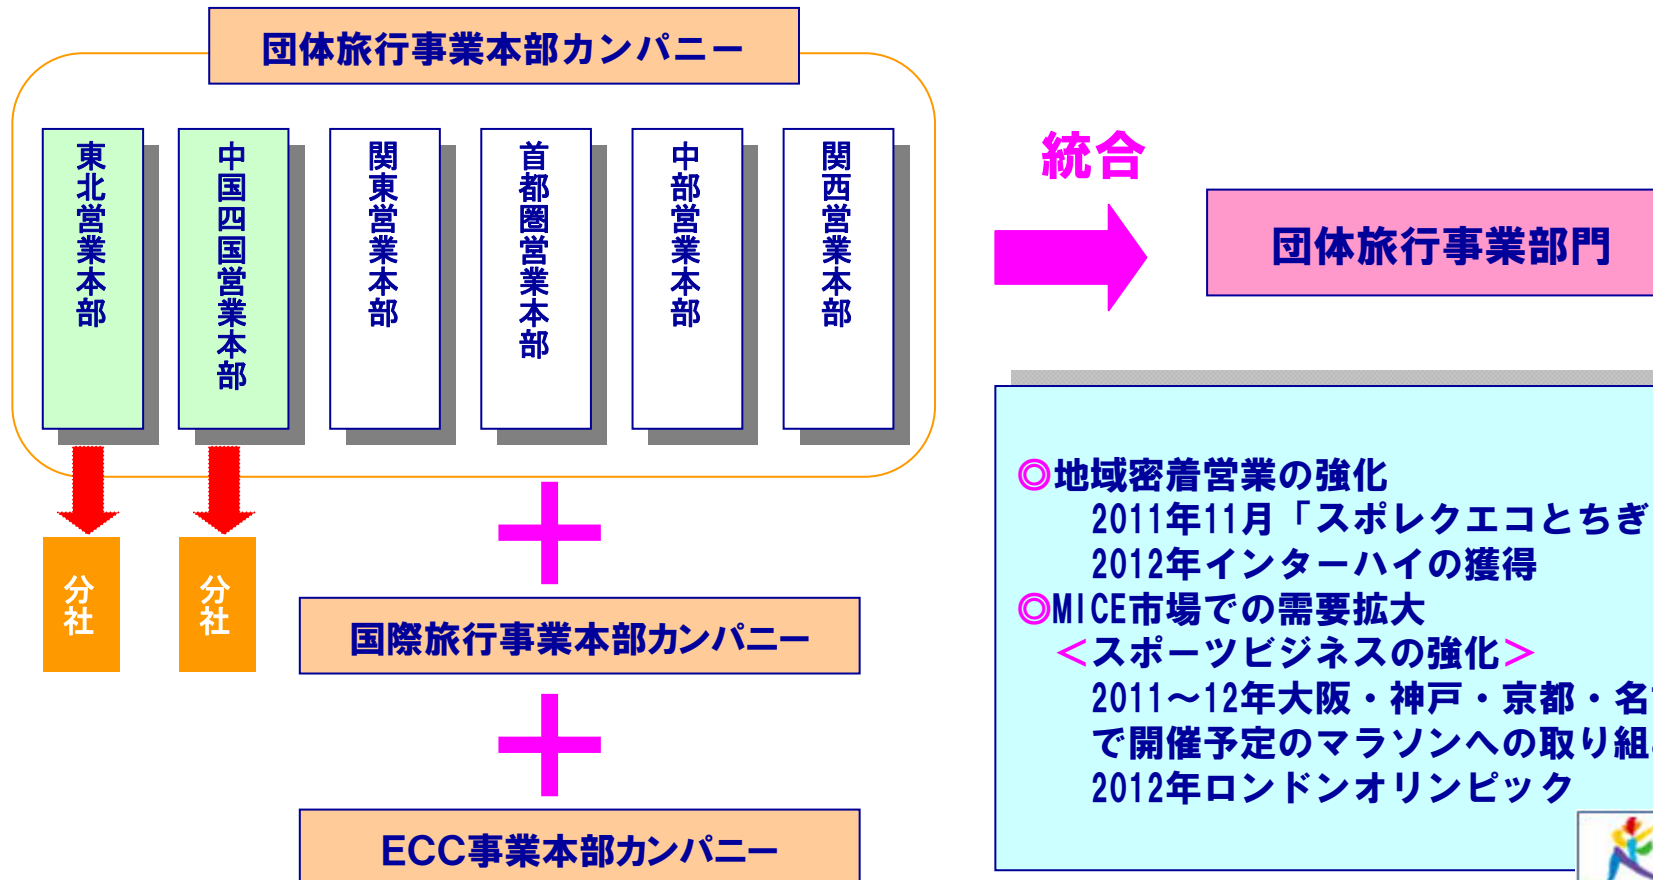 団体旅行事業本部カンパニー
東北営業本部
中国四国営業本部
関東営業本部
首都圏営業本部
中部営業本部
関西営業本部
分社
分社
国際旅行事業本部カンパニー
ECC事業本部カンパニー
統合
団体旅行事業部門
◎地域密着営業の強化
2011年11月「スポレクエコとちぎ
2012年インターハイの獲得
◎MICE市場での需要拡大
＜スポーツビジネスの強化＞
2011～12年大阪・神戸・京都・名
で開催予定のマラソンへの取り組
2012年ロンドンオリンピック